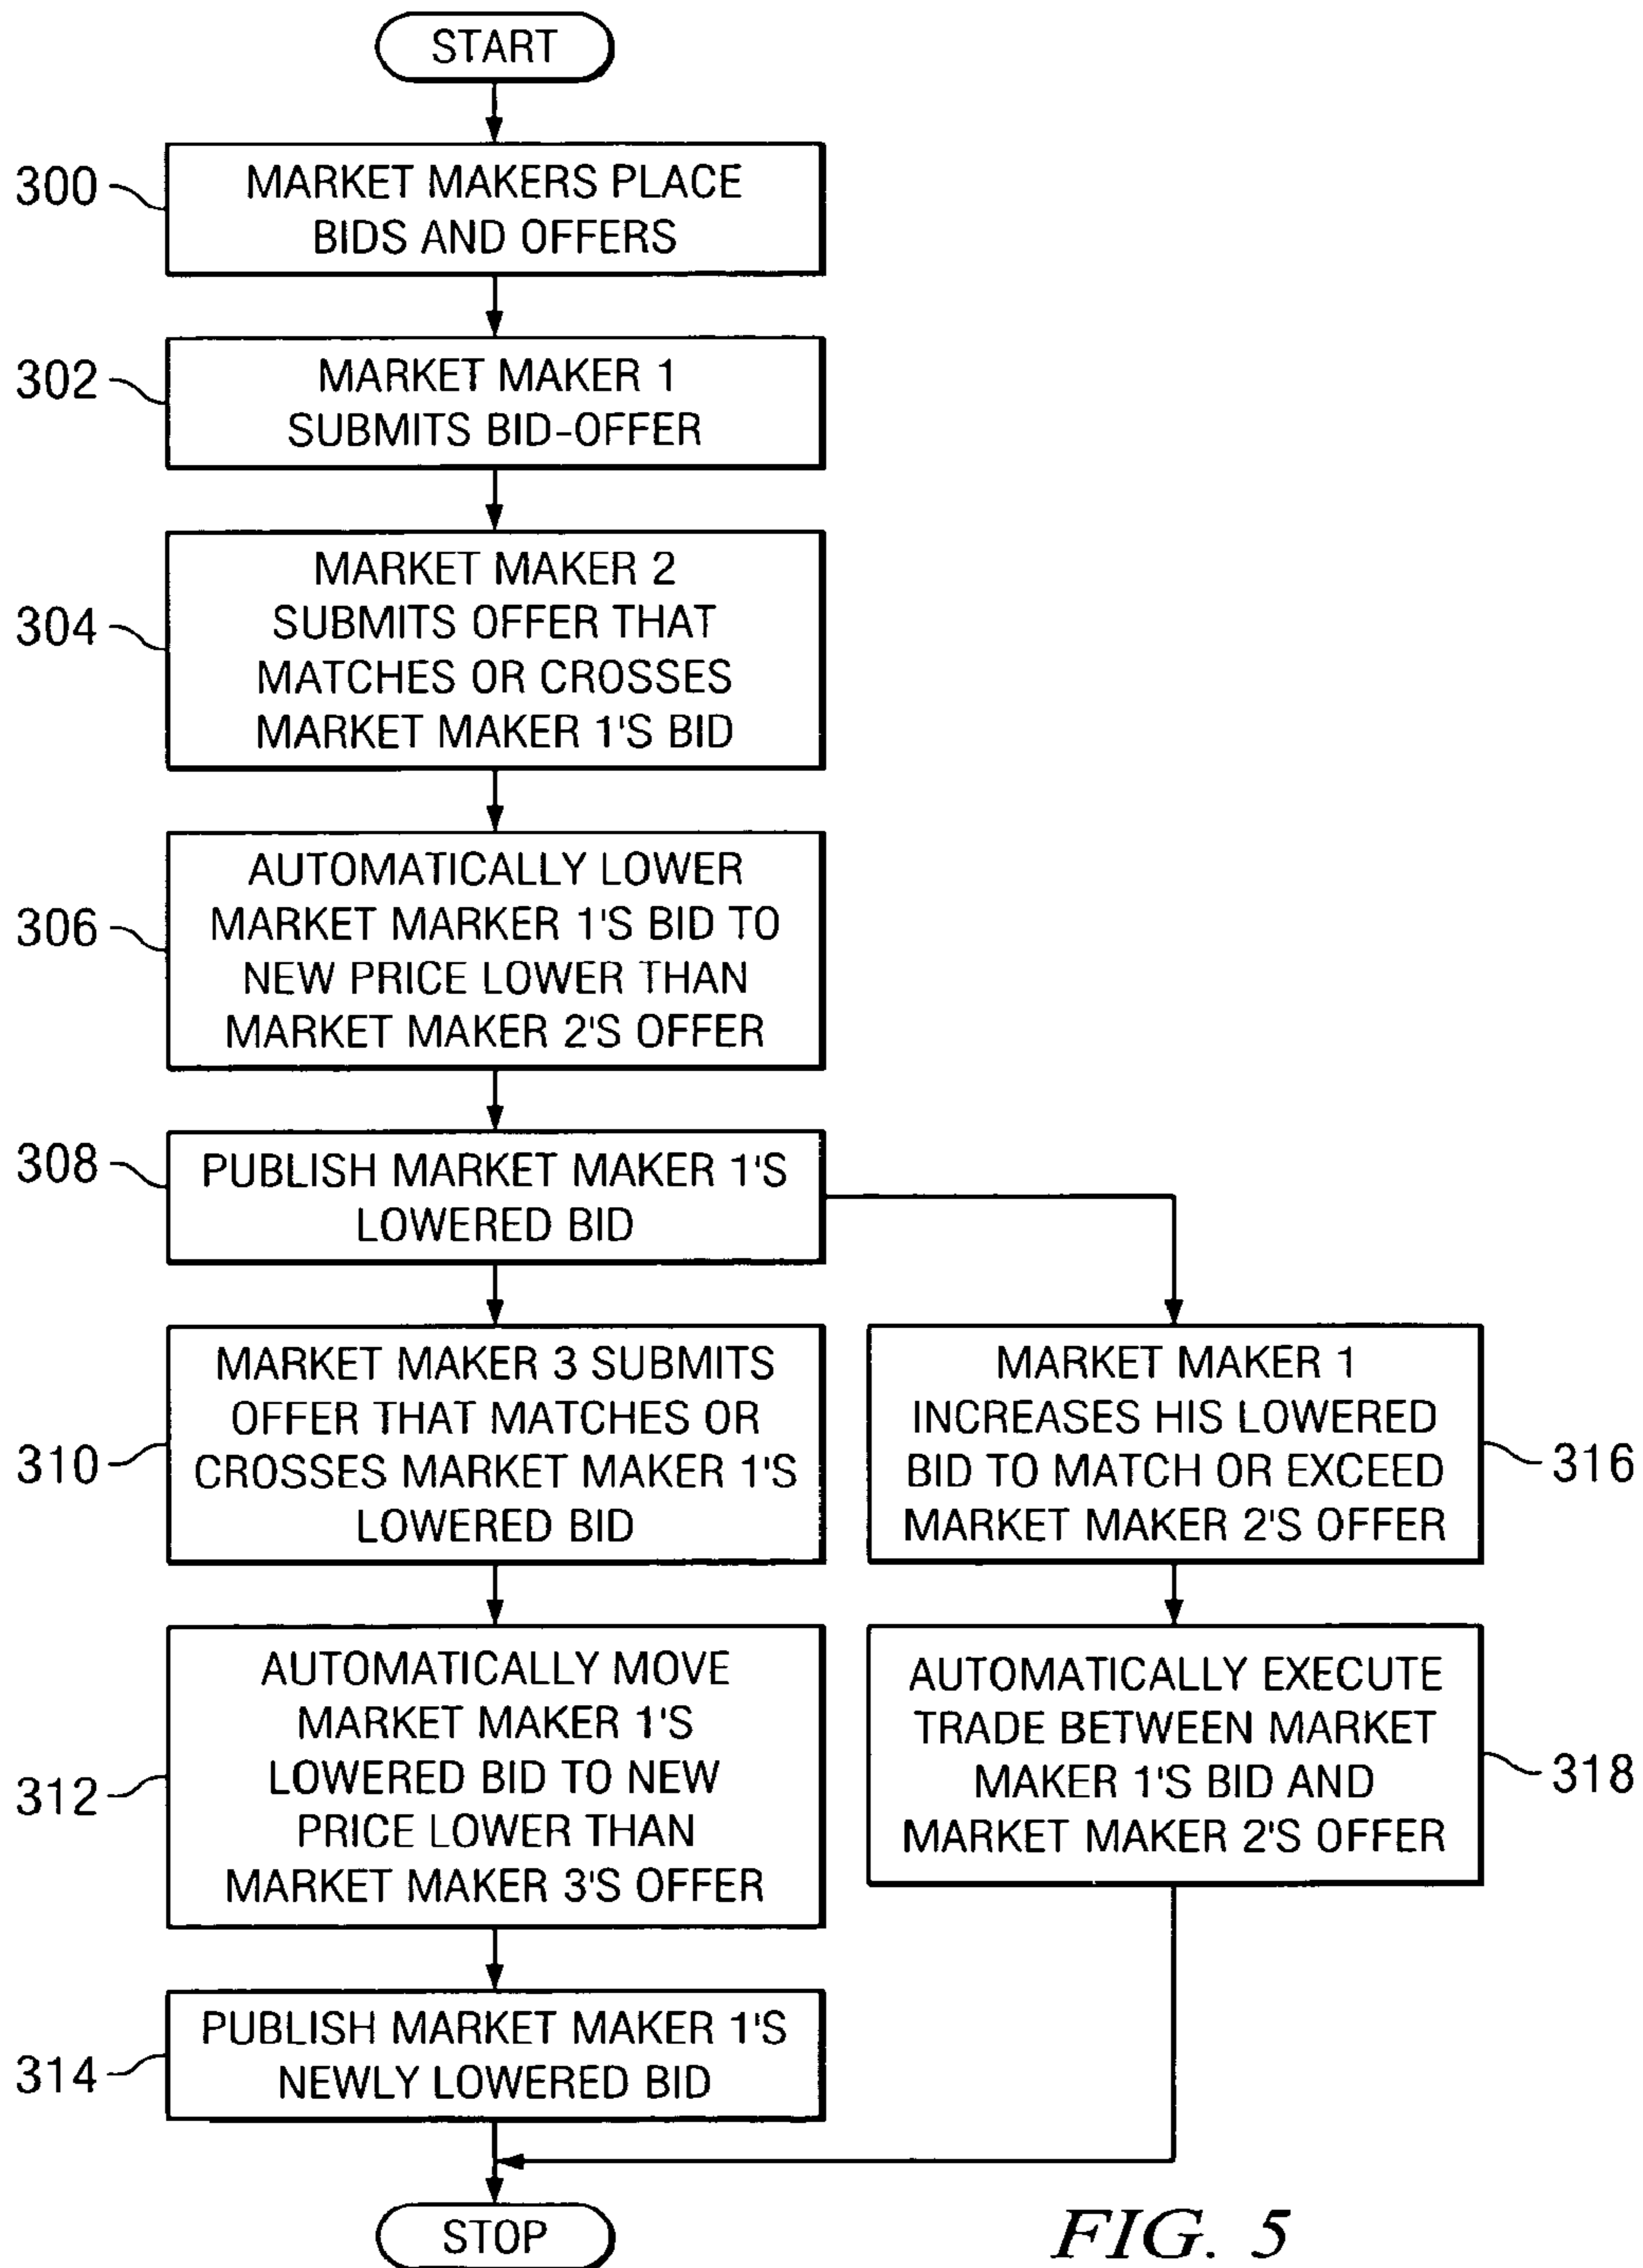 START
300
MARKET MAKERS PLACE
BIDS AND OFFERS
302
MARKET MAKER 1
SUBMITS BID-OFFER
304
MARKET MAKER 2
SUBMITS OFFER THAT
MATCHES OR CROSSES
MARKET MAKER 1'S BID
306
AUTOMATICALLY LOWER
MARKET MARKER 1'S BID TO
NEW PRICE LOWER THAN
MARKET MAKER 2'S OFFER
308
PUBLISH MARKET MAKER 1'S
LOWERED BID
310
MARKET MAKER 3 SUBMITS
OFFER THAT MATCHES OR
CROSSES MARKET MAKER 1'S
LOWERED BID
312
AUTOMATICALLY MOVE
MARKET MAKER 1'S
LOWERED BID TO NEW
PRICE LOWER THAN
MARKET MAKER 3'S OFFER
314
PUBLISH MARKET MAKER 1'S
NEWLY LOWERED BID
MARKET MAKER 1
INCREASES HIS LOWERED
BID TO MATCH OR EXCEED
MARKET MAKER 2'S OFFER
316
AUTOMATICALLY EXECUTE
TRADE BETWEEN MARKET
MAKER 1'S BID AND
MARKET MAKER 2'S OFFER
318
STOP
FIG. 5